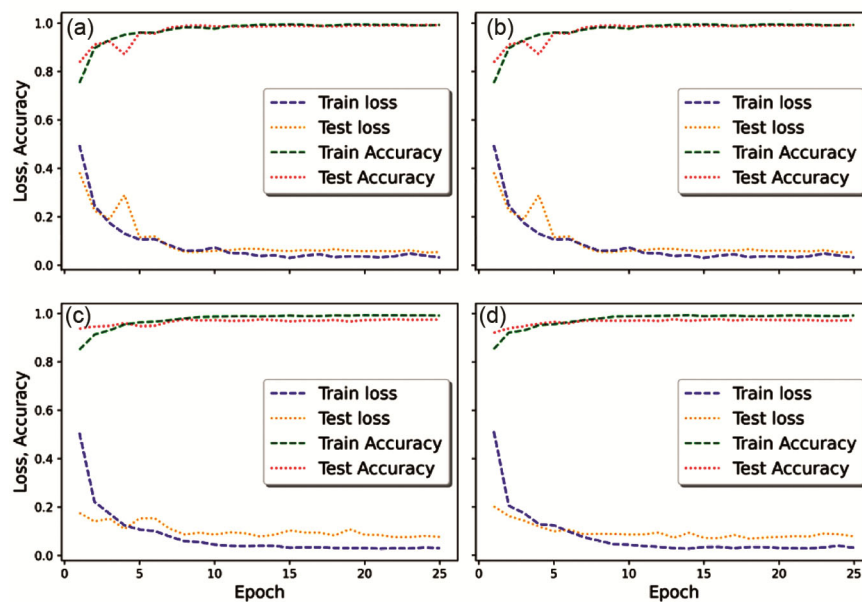 (a)
1.0
0.8
0.6
0.4
0.2
0.0
Loss, Accuracy
Train loss
Test loss
Train Accuracy
Test Accuracy
(b)
Train loss
Test loss
Train Accuracy
Test Accuracy
(c)
1.0
0.8
0.6
0.4
0.2
0.0
Loss, Accuracy
Train loss
Test loss
Train Accuracy
Test Accuracy
0 5 10 15 20 25
Epoch
(d)
Train loss
Test loss
Train Accuracy
Test Accuracy
0 5 10 15 20 25
Epoch